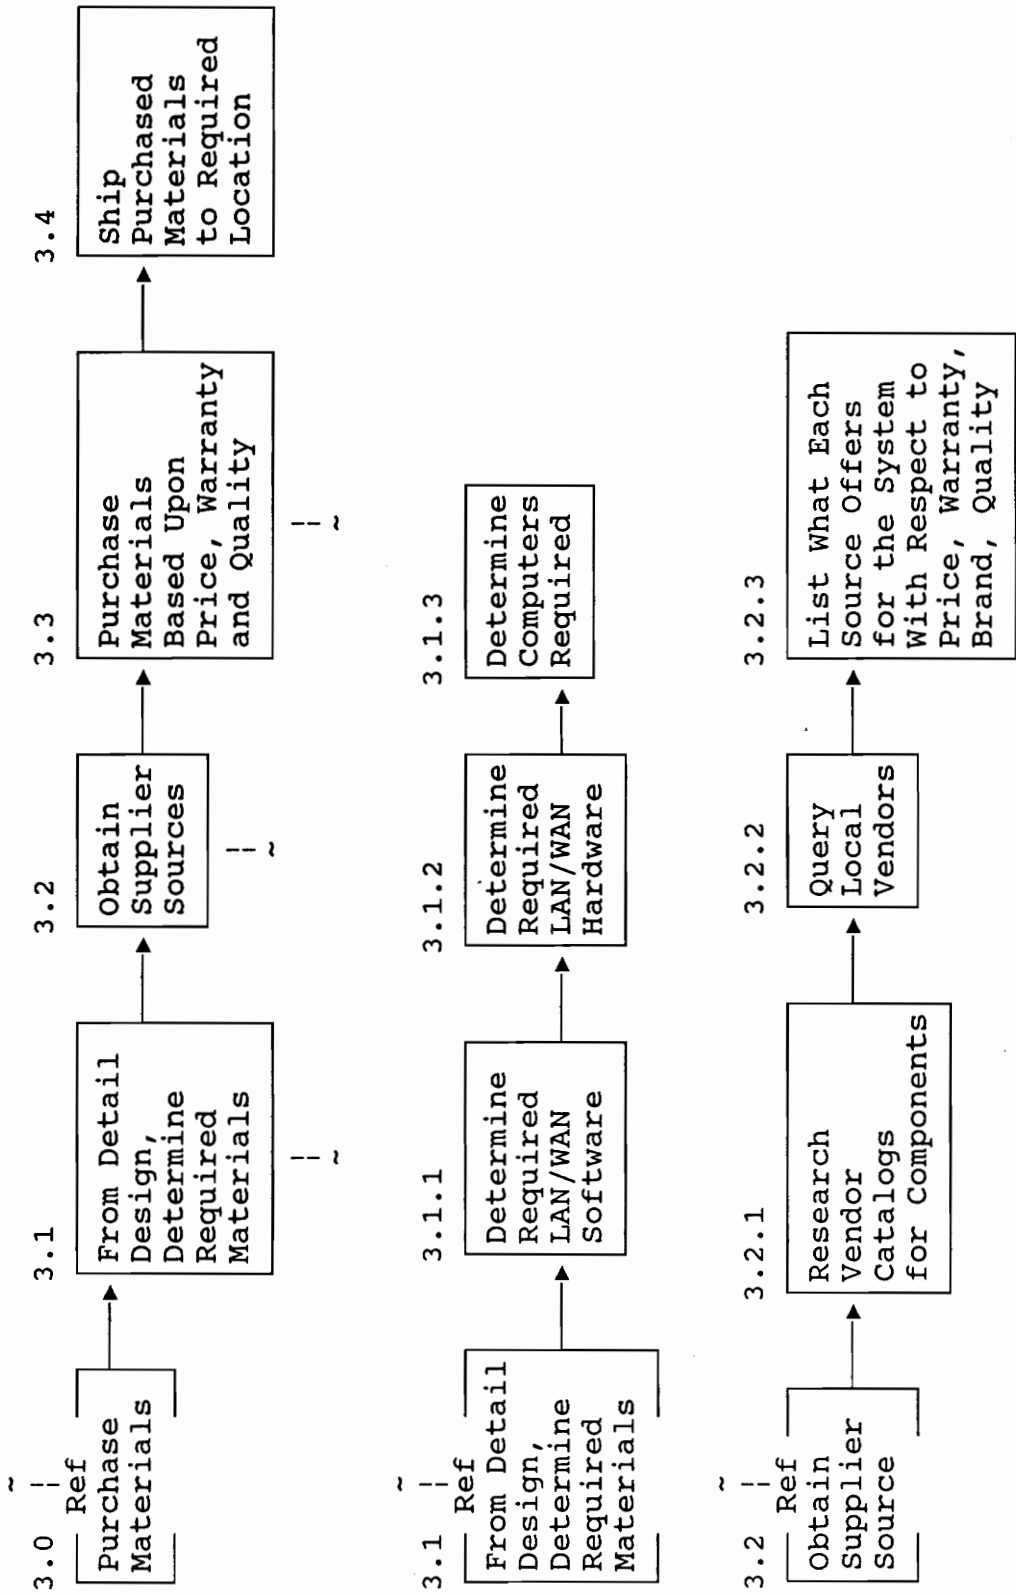 3.0 Ref
Purchase
Materials
3.1
From Detail
Design,
Determine
Required
Materials
3.2
Obtain
Supplier
Sources
3.3
Purchase
Materials
Based Upon
Price, Warranty
and Quality
3.4
Ship
Purchased
Materials
to Required
Location
3.1 Ref
From Detail
Design,
Determine
Required
Materials
3.1.1
Determine
Required
LAN/WAN
Software
3.1.2
Determine
Required
LAN/WAN
Hardware
3.1.3
Determine
Computers
Required
3.2 Ref
Obtain
Supplier
Source
3.2.1
Research
Vendor
Catalogs
for Components
3.2.2
Query
Local
Vendors
3.2.3
List What Each
Source Offers
for the System
With Respect to
Price, Warranty,
Brand, Quality